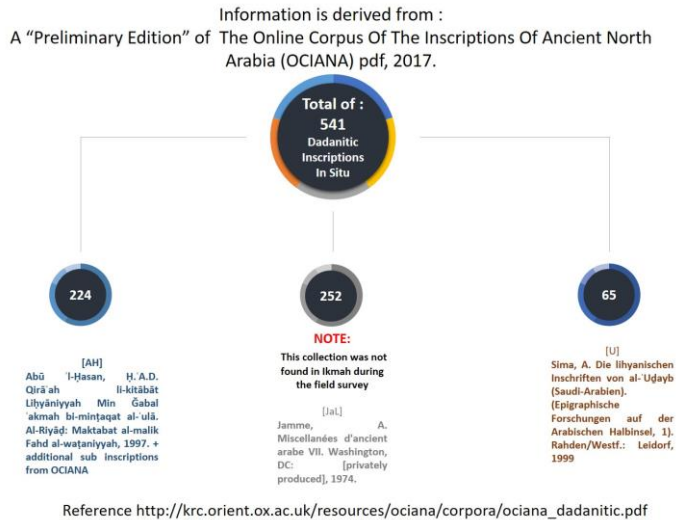 Information is derived from :
A “Preliminary Edition” of The Online Corpus Of The Inscriptions Of Ancient North
Arabia (OCIANA) pdf, 2017.
Total of :
541
Dadanitic
Inscriptions
In Situ
224
[AH]
Abū ʾl-Ḥasan, Ḥ.ʿA.D.
Qirāʾah li-kitābāt
Liḥyāniyyah Min Ǧabal
ʿakmah bi-minṭaqat al-ʿulā.
Al-Riyāḍ: Maktabat al-malik
Fahd al-waṭaniyyah, 1997. +
additional sub inscriptions
from OCIANA
252
NOTE:
This collection was not
found in Ikmah during
the field survey
[JaL]
Jamme, A.
Miscellanées d'ancient
arabe VII. Washington,
DC: [privately
produced], 1974.
65
[U]
Sima, A. Die lihyanischen
Inschriften von al-ʿUḏayb
(Saudi-Arabien).
(Epigraphische
Forschungen auf der
Arabischen Halbinsel, 1).
Rahden/Westf.: Leidorf,
1999
Reference http://krc.orient.ox.ac.uk/resources/ociana/corpora/ociana_dadanitic.pdf